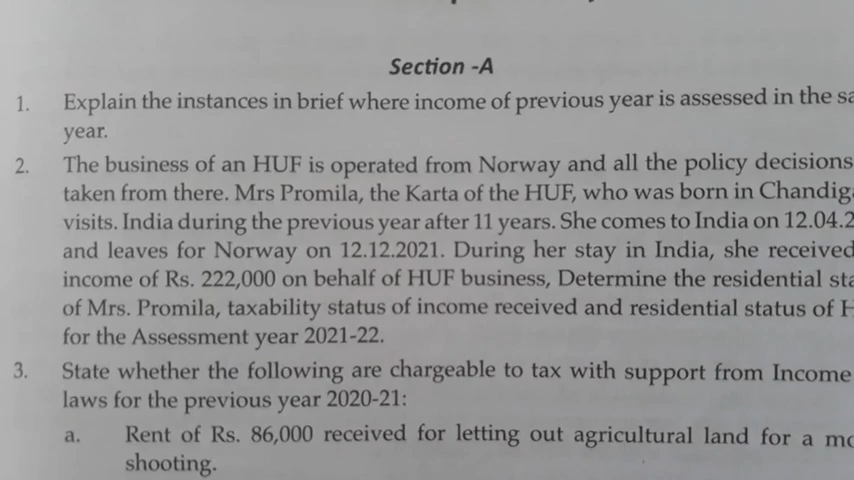 Section -A
1. Explain the instances in brief where income of previous year is assessed in the
year.
2. The business of an HUF is operated from Norway and all the policy decisions
taken from there. Mrs Promila, the Karta of the HUF, who was born in
visits. India during the previous year after 11 years. She comes to India on
and leaves for Norway on 12.12.2021. During her stay in India, she received
income of Rs. 222,000 on behalf of HUF business, Determine the residential
of Mrs. Promila, taxability status of income received and residential status of
for the Assessment year 2021-22.
3. State whether the following are chargeable to tax with support from Income
laws for the previous year 2020-21:
a. Rent of Rs. 86,000 received for letting out agricultural land for a
shooting.